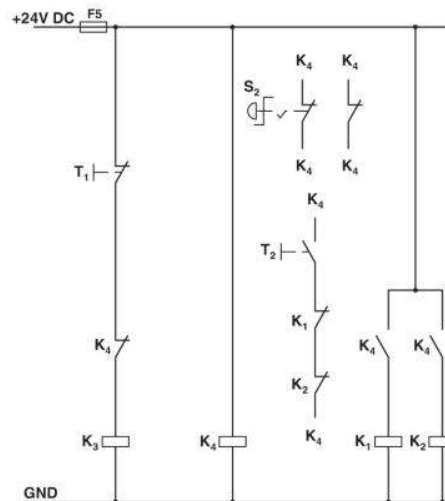 +24V DC F5
K4 K4
S2
K4 K4
T1
K4
T2
K1
K4 K4 K4
K2
K4
K3 K4 K1 K2
GND